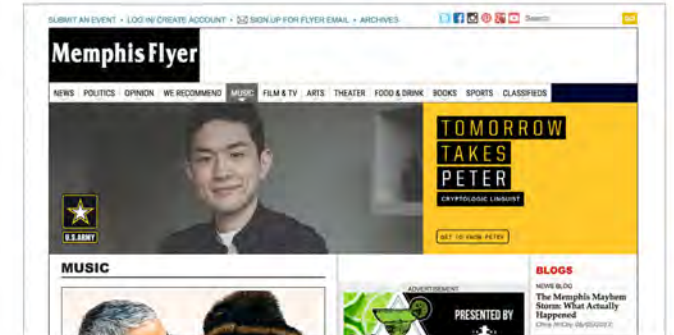 SUBMIT AN EVENT • LOG IN/ CREATE ACCOUNT • SIGN UP FOR FLYER EMAIL • ARCHIVES
Search
Memphis Flyer
NEWS POLITICS OPINION WE RECOMMEND MUSIC FILM & TV ARTS THEATER FOOD & DRINK BOOKS SPORTS CLASSIFIEDS
TOMORROW
TAKES
PETER
CRYPTOLOGIC LINGUIST
GET TO KNOW PETER
U.S.ARMY
MUSIC
ADVERTISEMENT
PRESENTED BY
BLOGS
NEWS BLOG
The Memphis Mayhem
Storm: What Actually
Happened